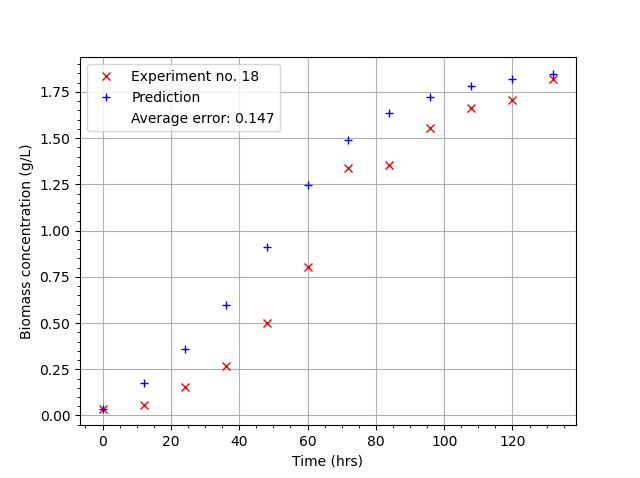 Experiment no. 18
Prediction
Average error: 0.147
1.75
1.50
1.25
1.00
0.75
0.50
0.25
0.00
Biomass concentration (g/L)
0 20 40 60 80 100 120
Time (hrs)